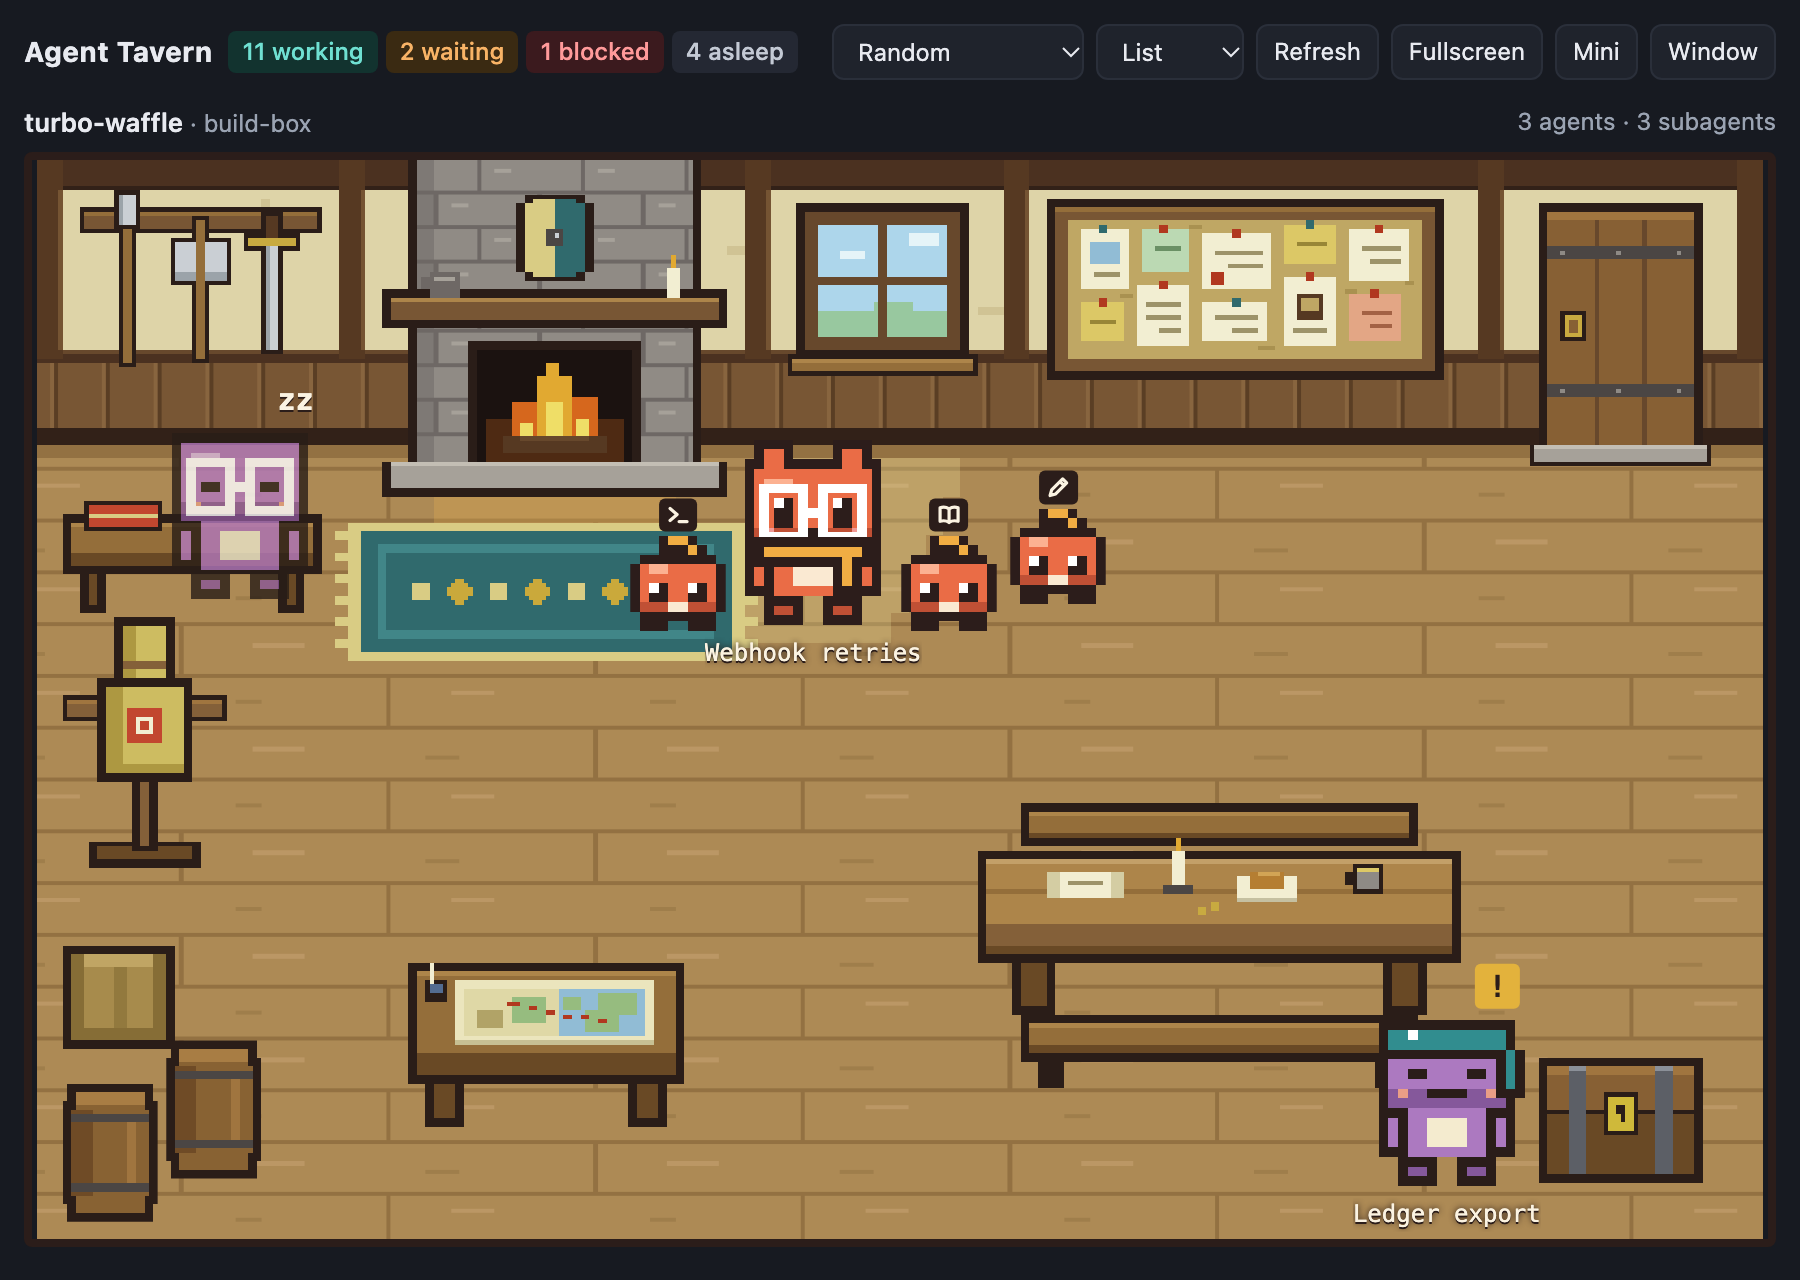 Agent Tavern 11 working 2 waiting 1 blocked 4 asleep Random List Refresh Fullscreen Mini Window
turbo-waffle · build-box 3 agents · 3 subagents
zz
Webhook retries
!
Ledger export